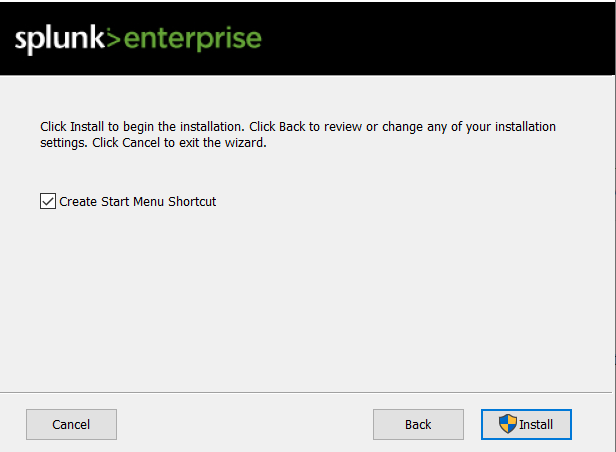 splunk>enterprise
Click Install to begin the installation. Click Back to review or change any of your installation
settings. Click Cancel to exit the wizard.
Create Start Menu Shortcut
Cancel
Back
Install